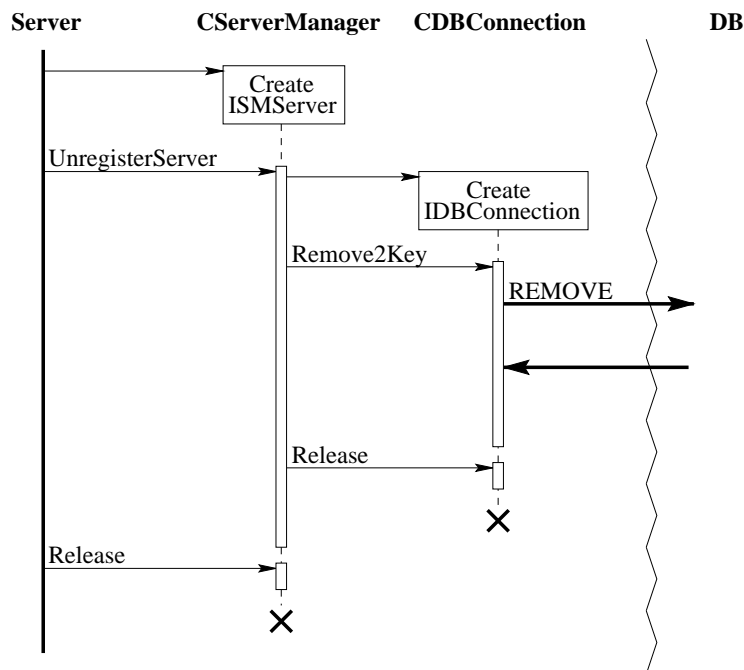 Server CServerManager CDBConnection DB
Create
ISMServer
UnregisterServer
Create
IDBConnection
Remove2Key
REMOVE
Release
Release